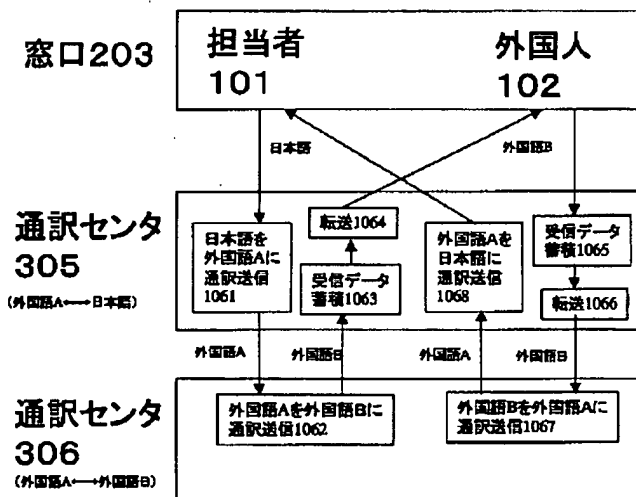 窓口203
担当者
101
外国人
102
日本語
外国語B
通訳センタ
305
(外国語A⟷日本語)
日本語を
外国語Aに
通訳送信
1061
転送1064
受信データ
蓄積1063
外国語Aを
日本語に
通訳送信
1068
受信データ
蓄積1065
転送1066
外国語A
外国語B
外国語A
外国語B
通訳センタ
306
(外国語A⟷外国語B)
外国語Aを外国語Bに
通訳送信1062
外国語Bを外国語Aに
通訳送信1067